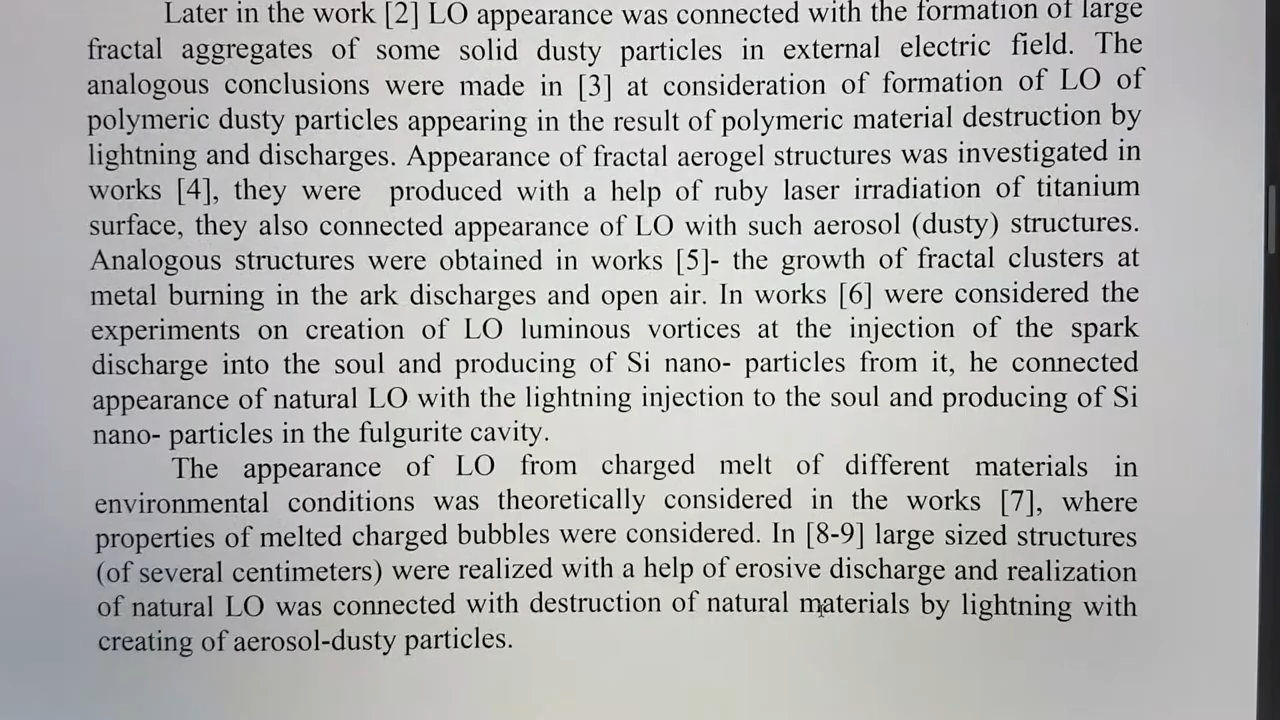 Later in the work [2] LO appearance was connected with the formation of large
fractal aggregates of some solid dusty particles in external electric field. The
analogous conclusions were made in [3] at consideration of formation of LO of
polymeric dusty particles appearing in the result of polymeric material destruction by
lightning and discharges. Appearance of fractal aerogel structures was investigated in
works [4], they were produced with a help of ruby laser irradiation of titanium
surface, they also connected appearance of LO with such aerosol (dusty) structures.
Analogous structures were obtained in works [5]- the growth of fractal clusters at
metal burning in the ark discharges and open air. In works [6] were considered the
experiments on creation of LO luminous vortices at the injection of the spark
discharge into the soul and producing of Si nano- particles from it, he connected
appearance of natural LO with the lightning injection to the soul and producing of Si
nano- particles in the fulgurite cavity.
The appearance of LO from charged melt of different materials in
environmental conditions was theoretically considered in the works [7], where
properties of melted charged bubbles were considered. In [8-9] large sized structures
(of several centimeters) were realized with a help of erosive discharge and realization
of natural LO was connected with destruction of natural materials by lightning with
creating of aerosol-dusty particles.